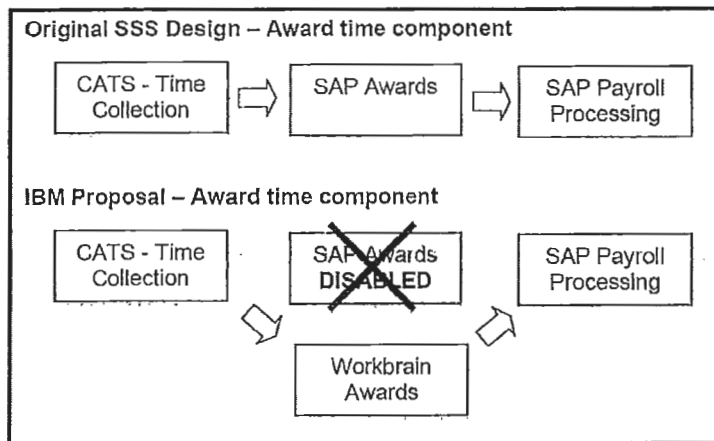 Original SSS Design – Award time component
CATS - Time
Collection
SAP Awards
SAP Payroll
Processing
IBM Proposal – Award time component
CATS - Time
Collection
SAP Awards
DISABLED
SAP Payroll
Processing
Workbrain
Awards